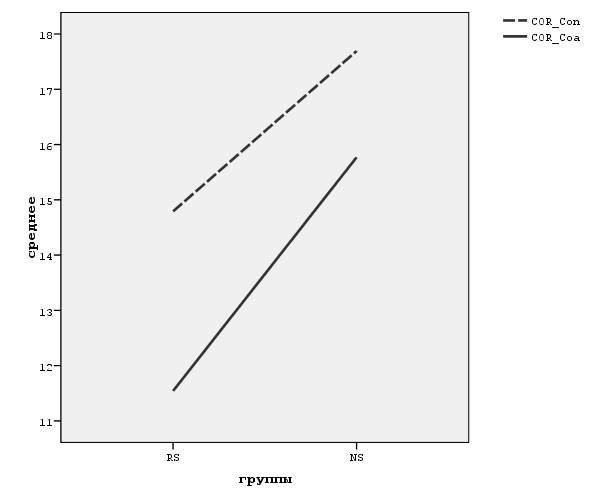 COR_Con
COR_Coa
18
17
16
15
14
13
12
11
среднее
RS
NS
группы